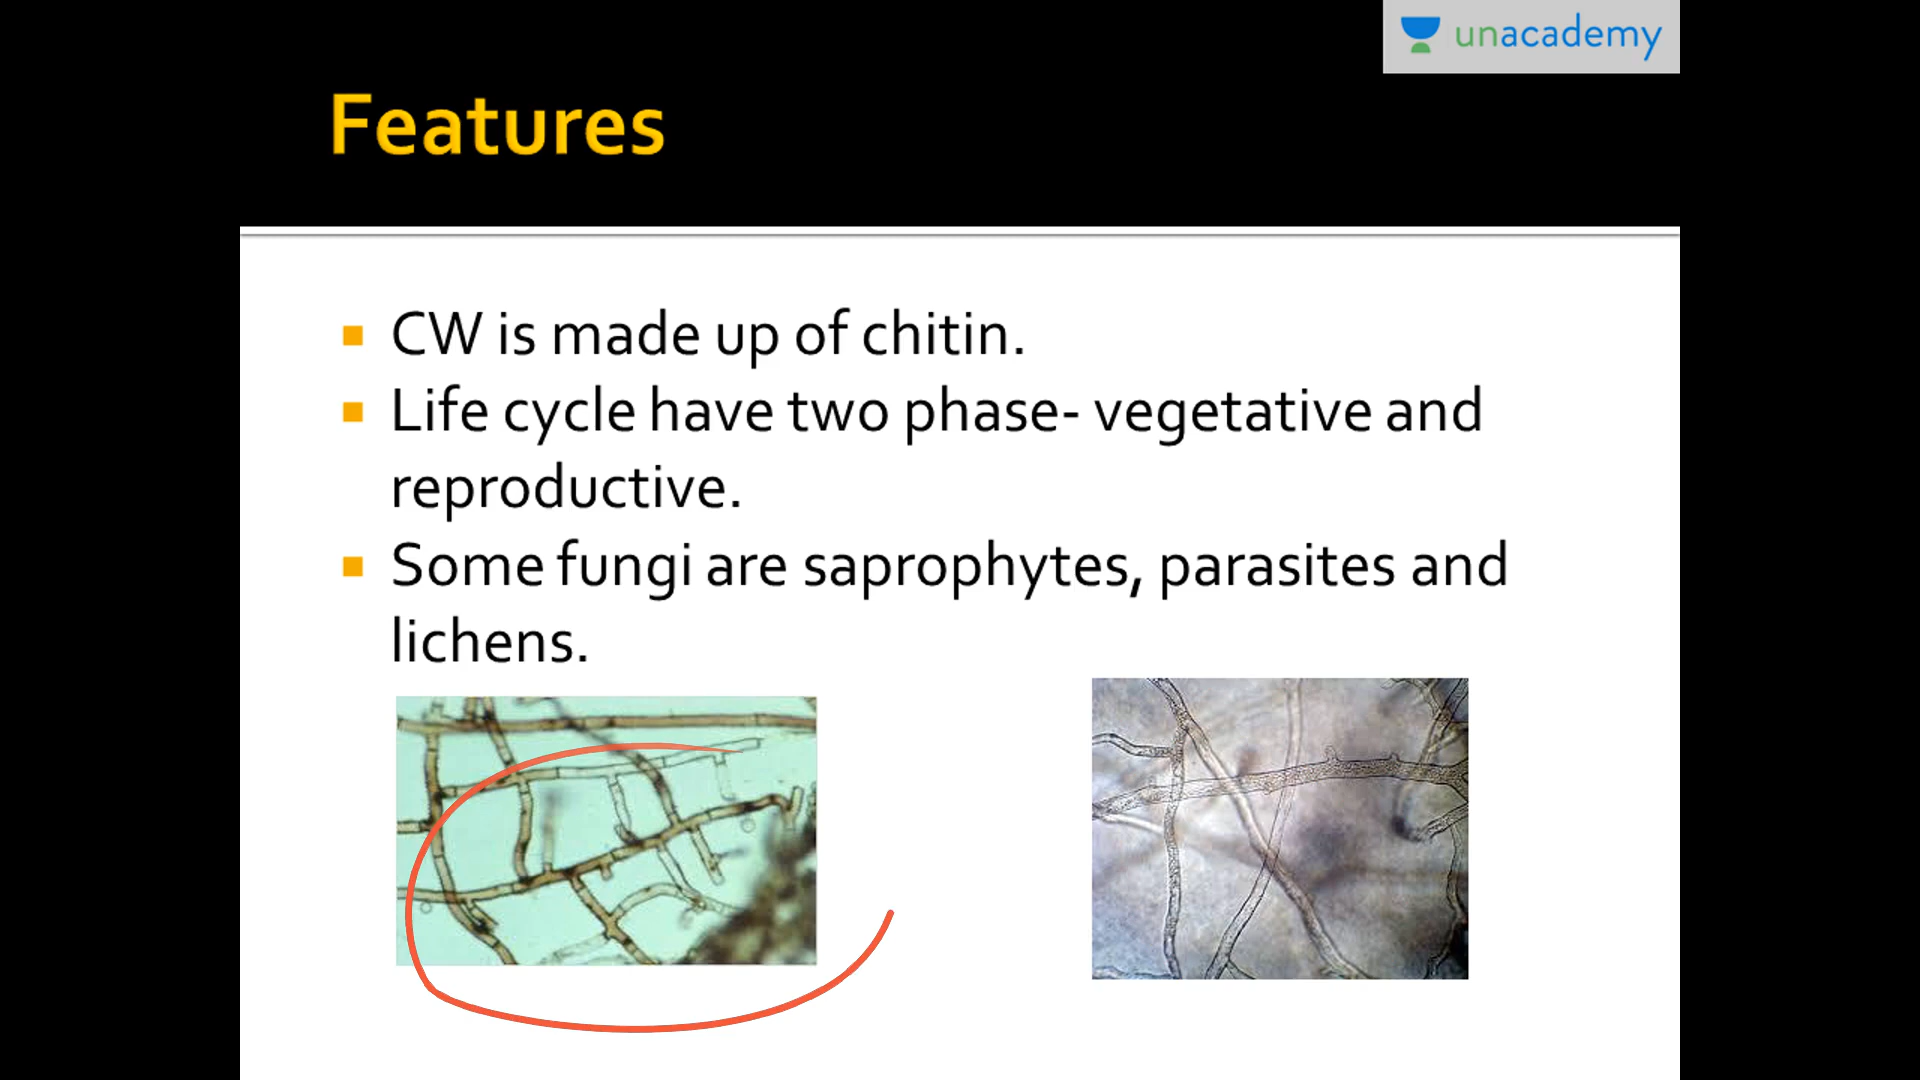 unacademy
Features
CW is made up of chitin.
Life cycle have two phase- vegetative and
reproductive.
Some fungi are saprophytes, parasites and
lichens.